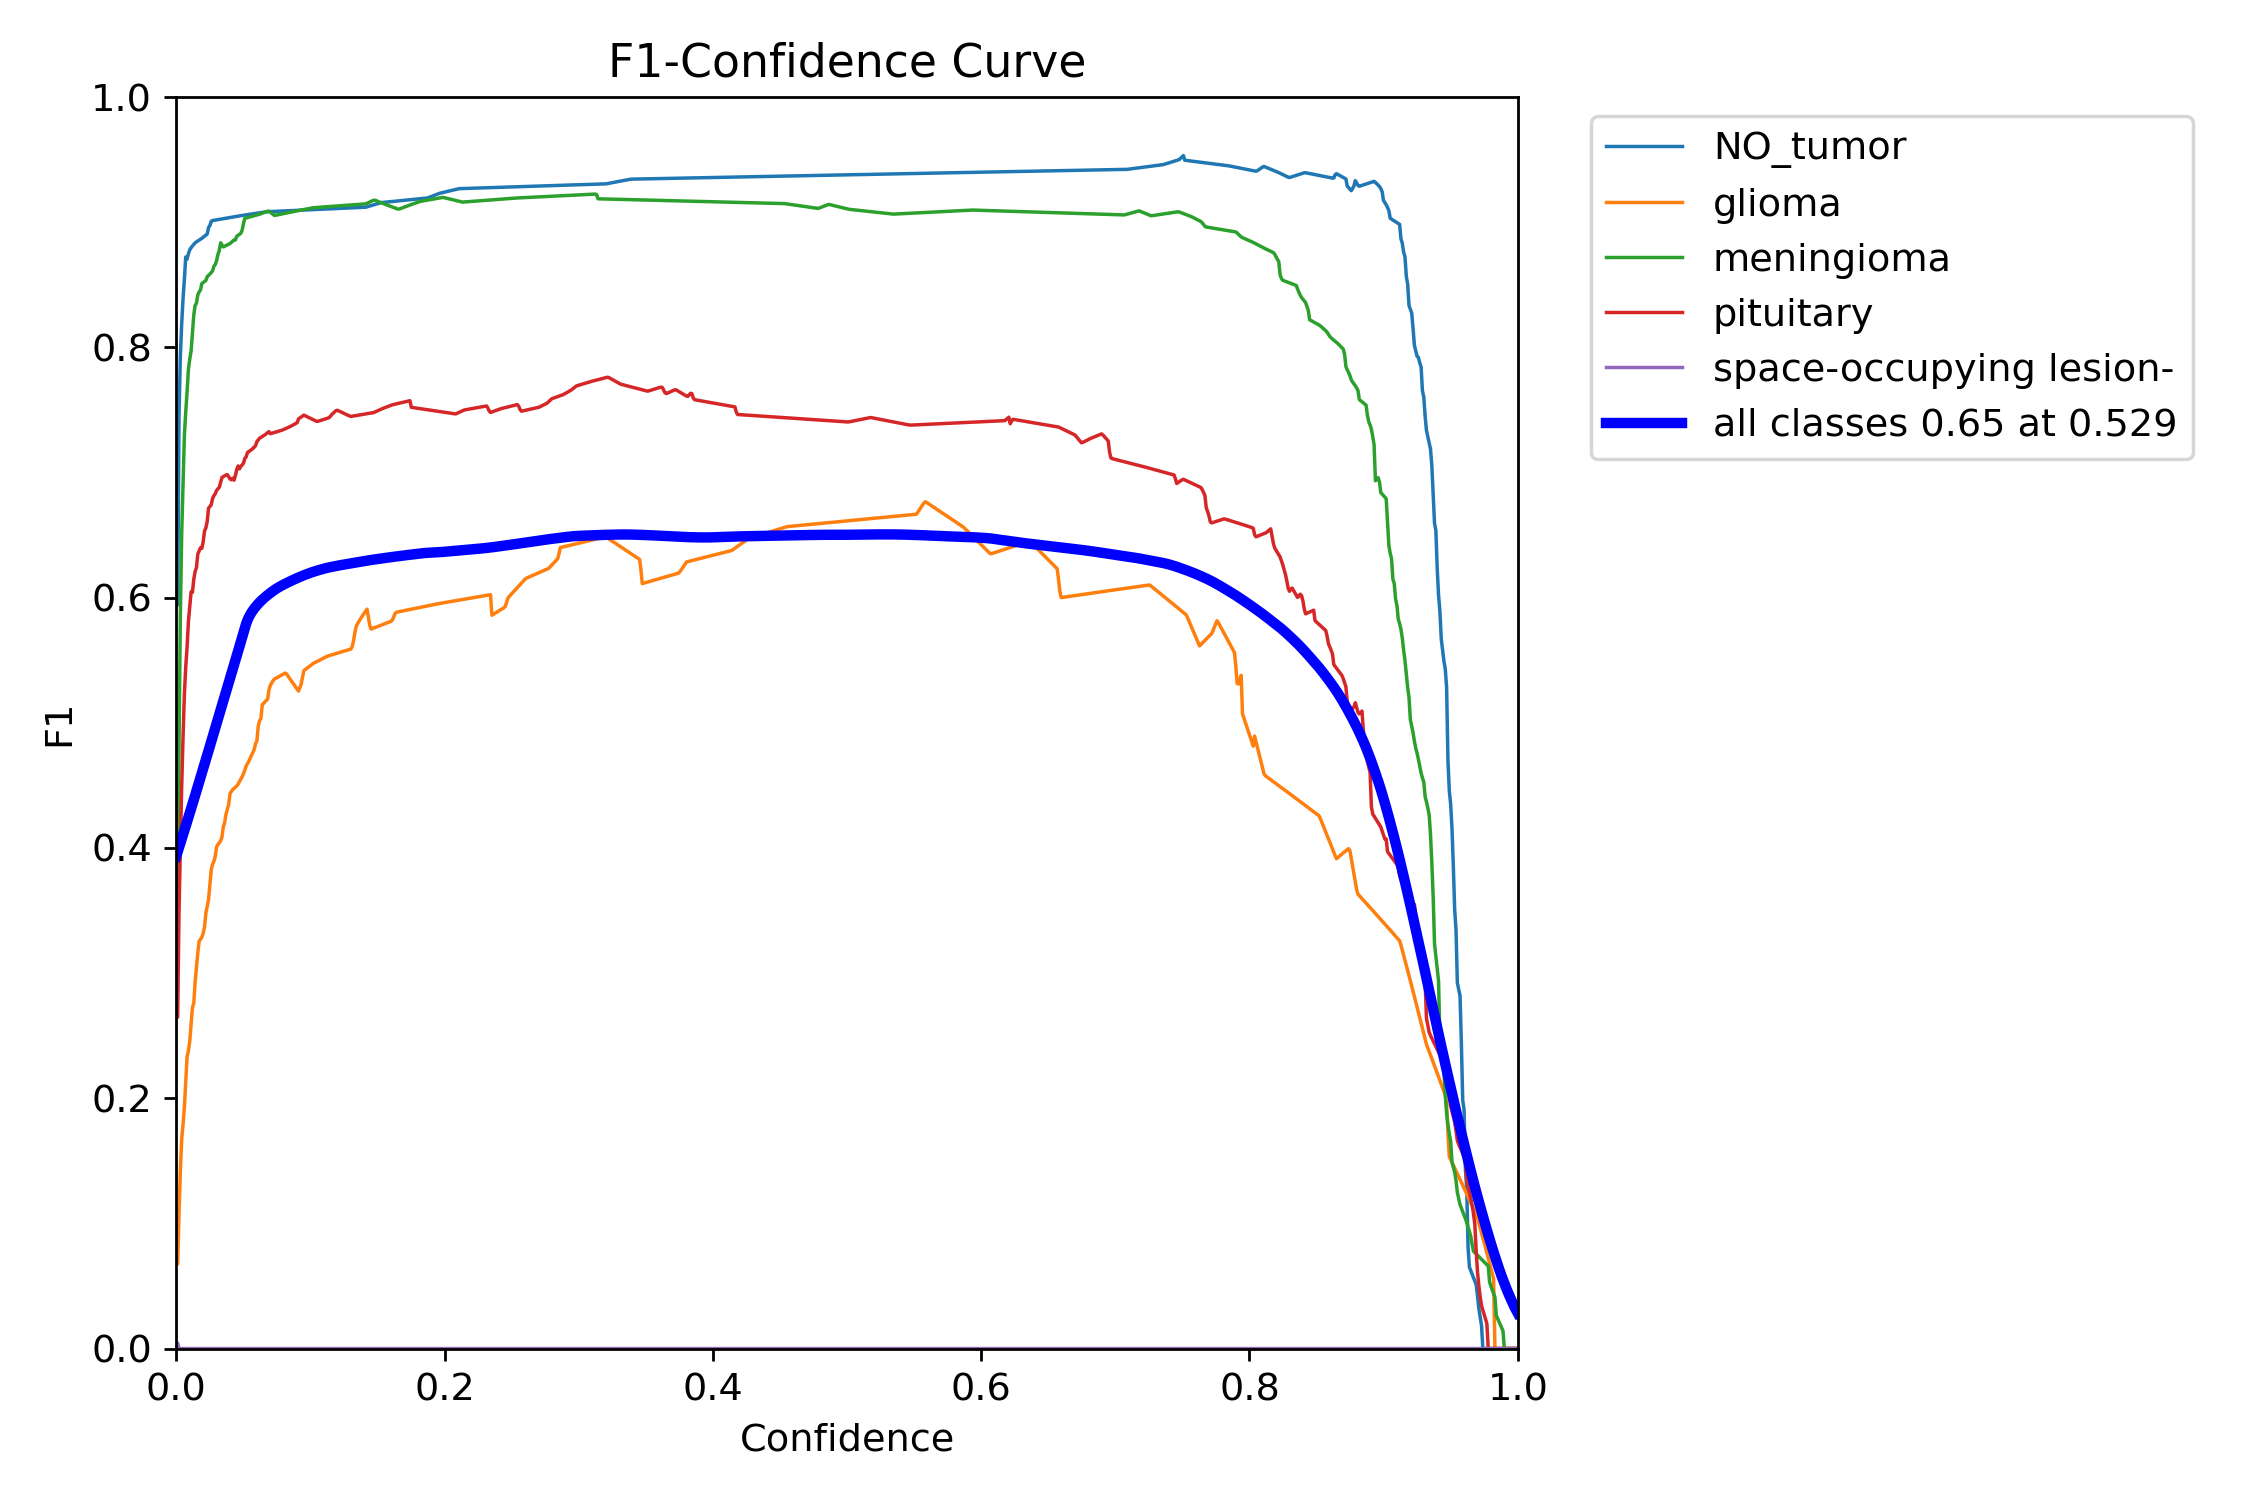 F1-Confidence Curve
1.0
0.8
0.6
0.4
0.2
0.0
F1
0.0 0.2 0.4 0.6 0.8 1.0
Confidence
NO_tumor
glioma
meningioma
pituitary
space-occupying lesion-
all classes 0.65 at 0.529